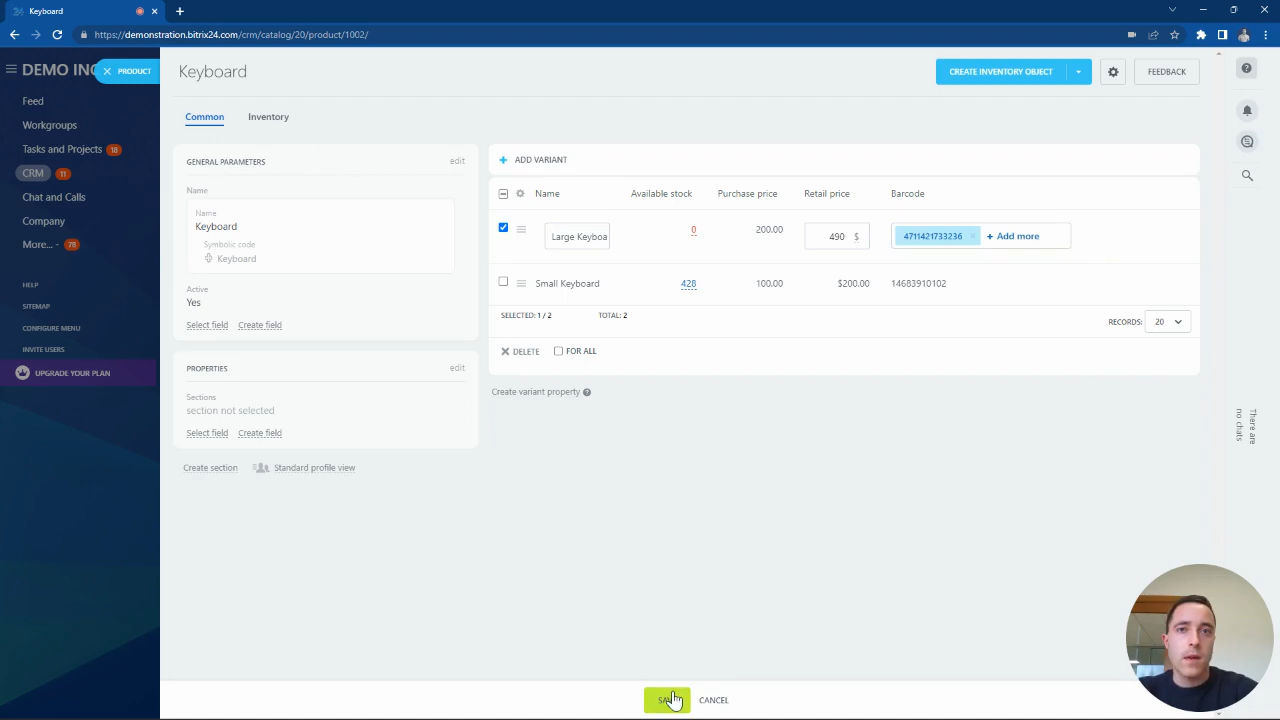 Keyboard
https://demonstration.bitrix24.com/crm/catalog/20/product/1002/
DEMO INC
PRODUCT
Feed
Workgroups
Tasks and Projects 18
CRM 11
Chat and Calls
Company
More... - 78
HELP
SITEMAP
CONFIGURE MENU
INVITE USERS
UPGRADE YOUR PLAN
Keyboard
CREATE INVENTORY OBJECT
FEEDBACK
Common Inventory
GENERAL PARAMETERS edit
Name
Name
Keyboard
Symbolic code
Keyboard
Active
Yes
Select field Create field
PROPERTIES edit
Sections
section not selected
Select field Create field
Create section Standard profile view
+ ADD VARIANT
Name Available stock Purchase price Retail price Barcode
Large Keyboa 0 200.00 490 $ 4711421733236 × + Add more
Small Keyboard 428 100.00 $200.00 14683910102
SELECTED: 1 / 2 TOTAL: 2
RECORDS: 20
DELETE FOR ALL
Create variant property ?
There are
no chats
CANCEL